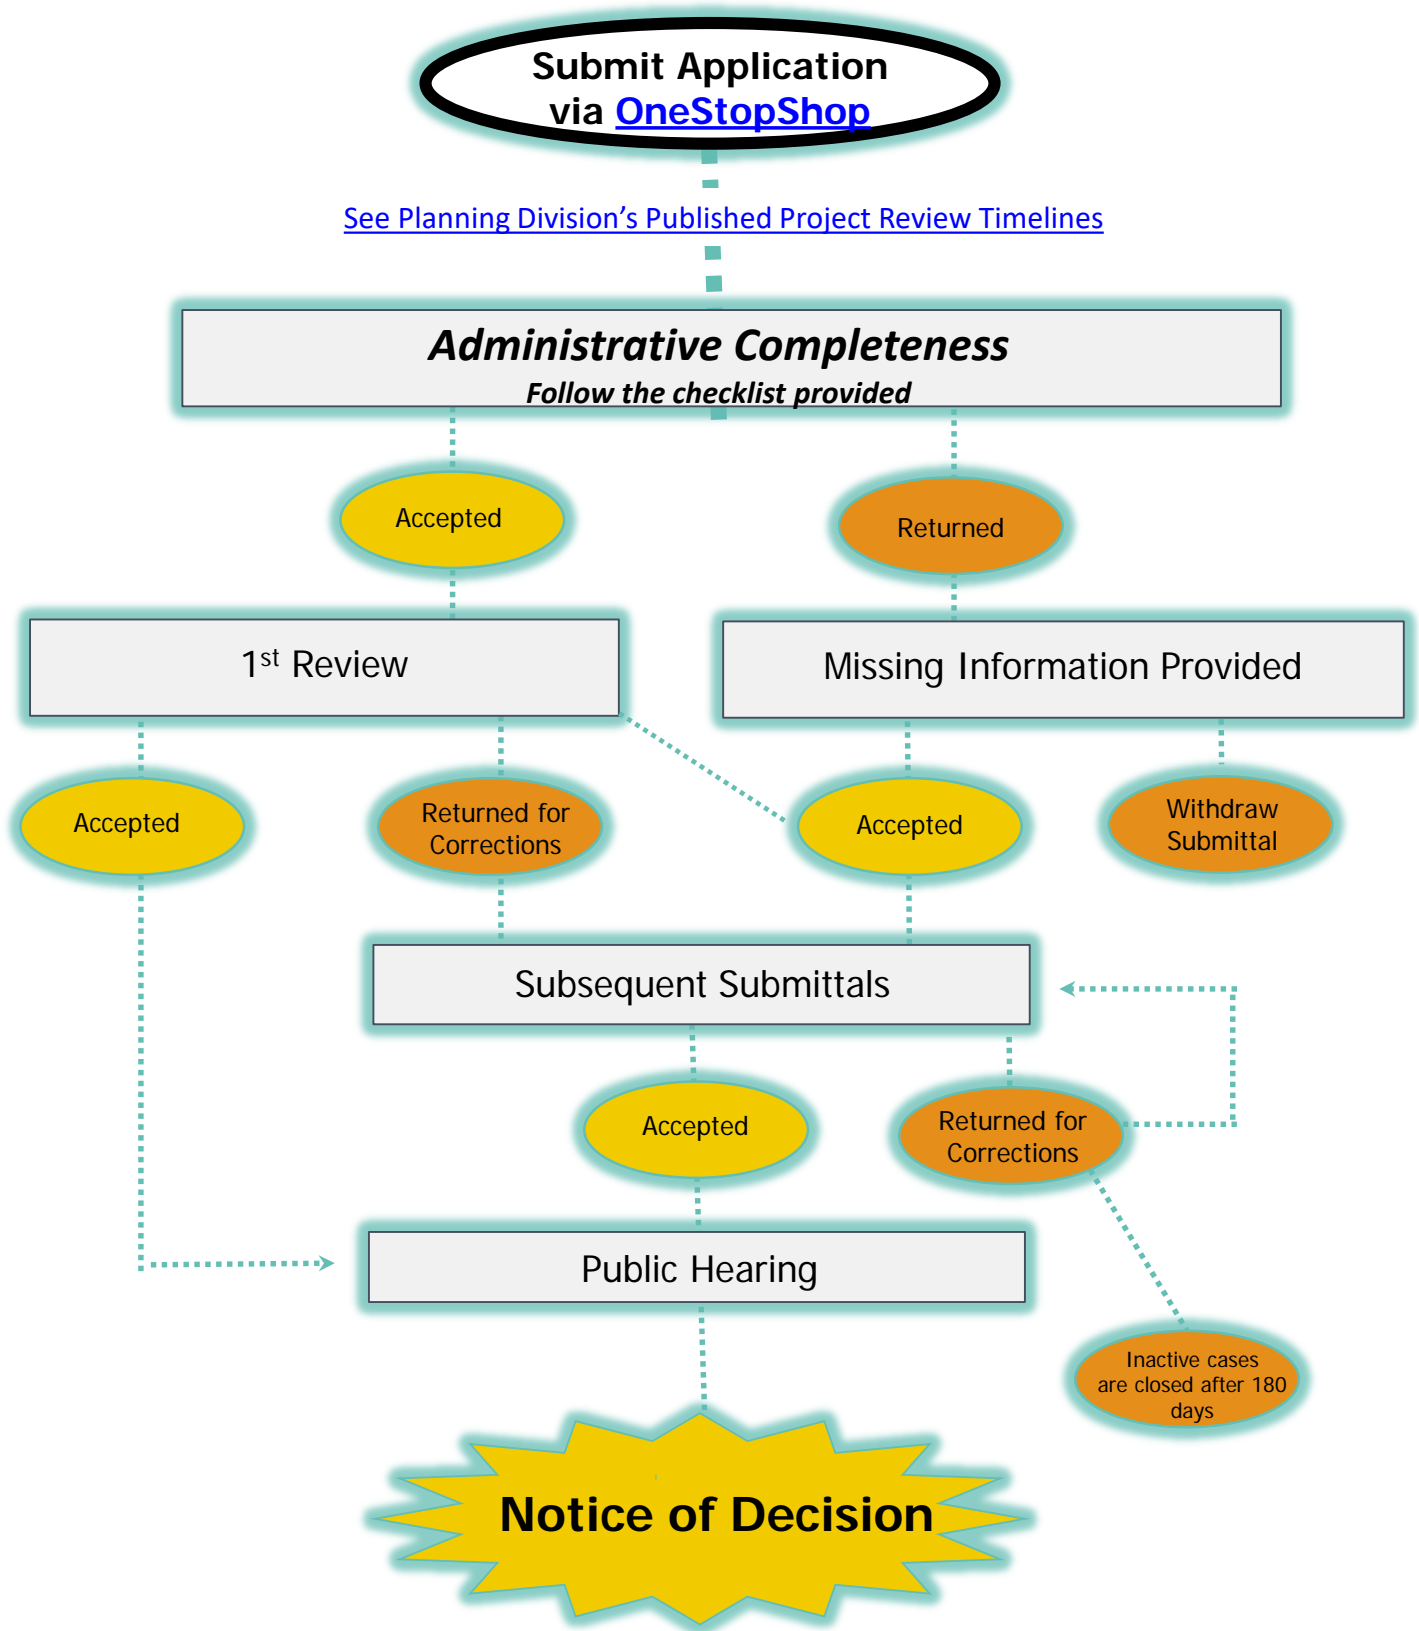 Submit Application
via OneStopShop
See Planning Division's Published Project Review Timelines
Administrative Completeness
Follow the checklist provided
Accepted
Returned
1st Review
Missing Information Provided
Accepted
Returned for
Corrections
Accepted
Withdraw
Submittal
Subsequent Submittals
Accepted
Returned for
Corrections
Public Hearing
Inactive cases
are closed after 180
days
Notice of Decision